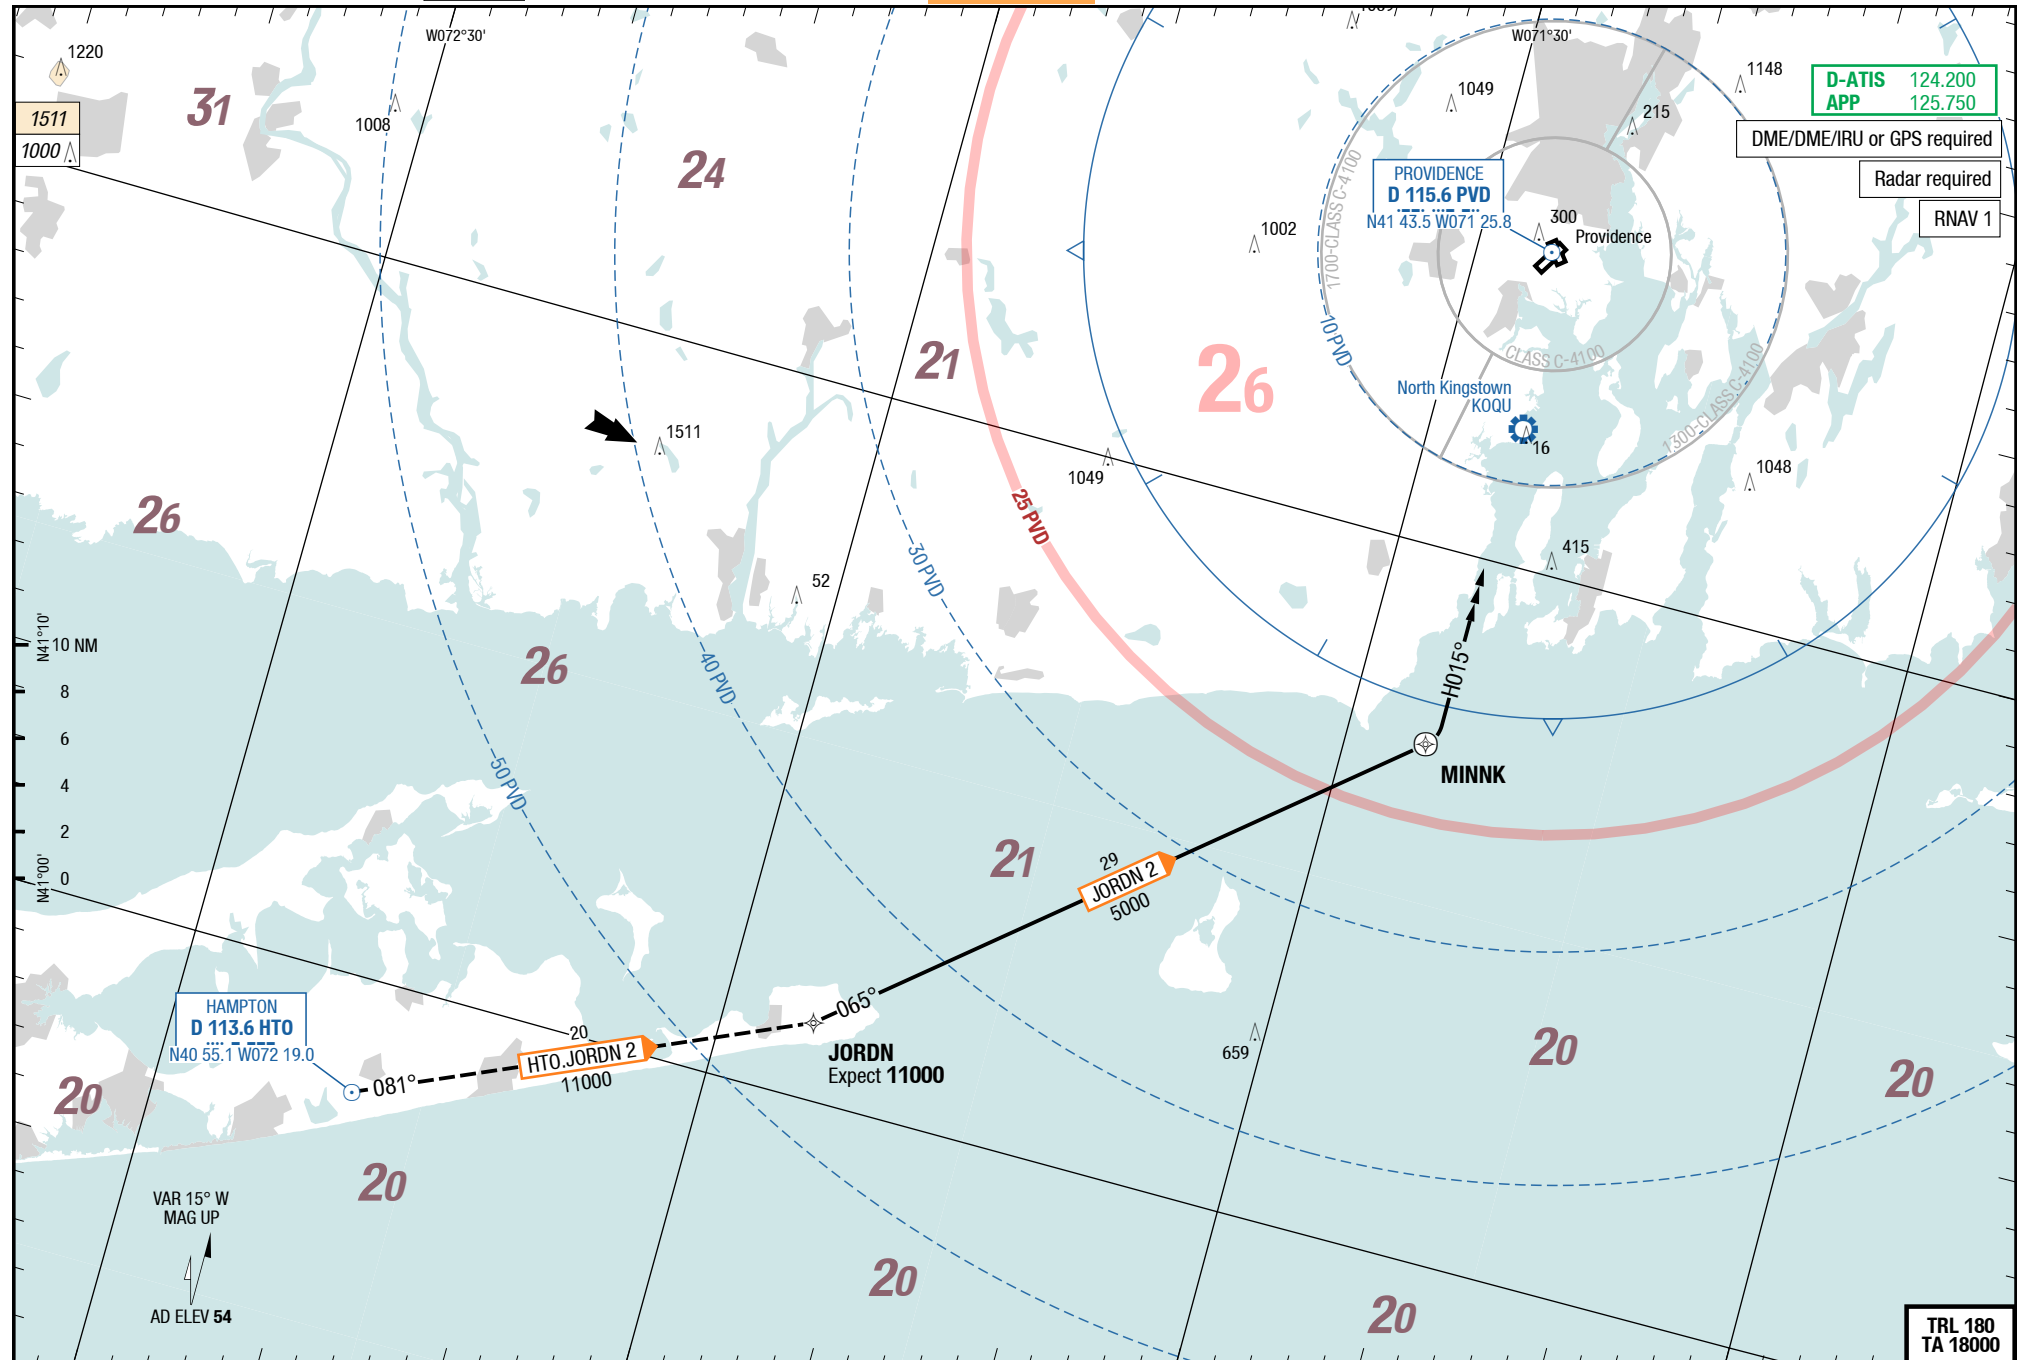 W072°30'
W071°30'
1220
31
1511
1000
1008
24
1049
1148
215
D-ATIS 124.200
APP 125.750
DME/DME/IRU or GPS required
Radar required
RNAV 1
1700-CLASS C-4100
PROVIDENCE
D 115.6 PVD
N41 43.5 W071 25.8
300
Providence
1002
10 PVD
CLASS C-4100
21
26
North Kingstown
KOQU
16
1300-CLASS C-4100
1511
1049
1048
26
25 PVD
415
30 PVD
52
N41°10'
10 NM
8
6
4
2
0
N41°00'
26
40 PVD
H015°
MINNK
50 PVD
21
29
JORDN 2
5000
065°
HAMPTON
D 113.6 HTO
N40 55.1 W072 19.0
20
HTO.JORDN 2
11000
081°
JORDN
Expect 11000
659
20
20
20
20
VAR 15° W
MAG UP
AD ELEV 54
20
20
TRL 180
TA 18000